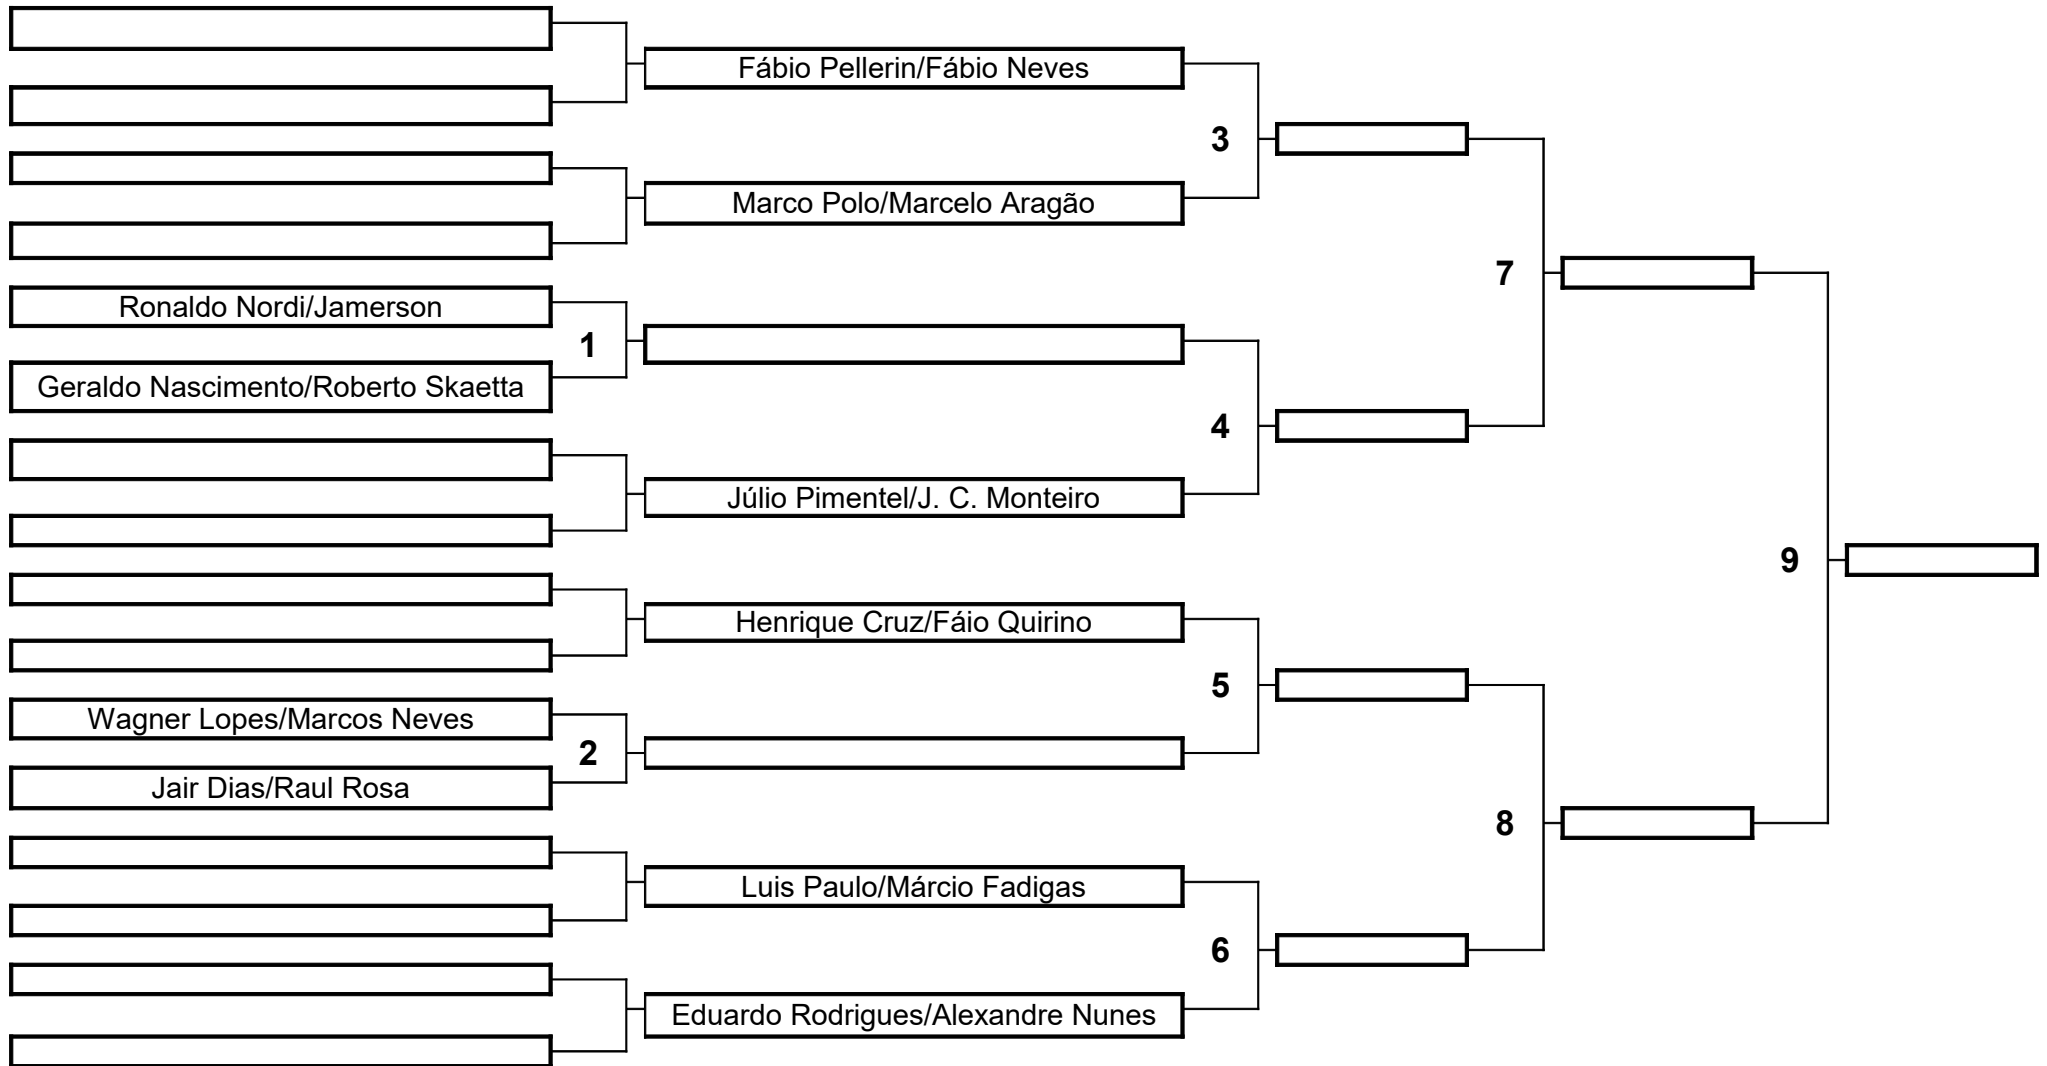 Fábio Pellerin/Fábio Neves
3
Marco Polo/Marcelo Aragão
7
Ronaldo Nordi/Jamerson
1
Geraldo Nascimento/Roberto Skaetta
4
Júlio Pimentel/J. C. Monteiro
9
Henrique Cruz/Fáio Quirino
5
Wagner Lopes/Marcos Neves
2
Jair Dias/Raul Rosa
8
Luis Paulo/Márcio Fadigas
6
Eduardo Rodrigues/Alexandre Nunes